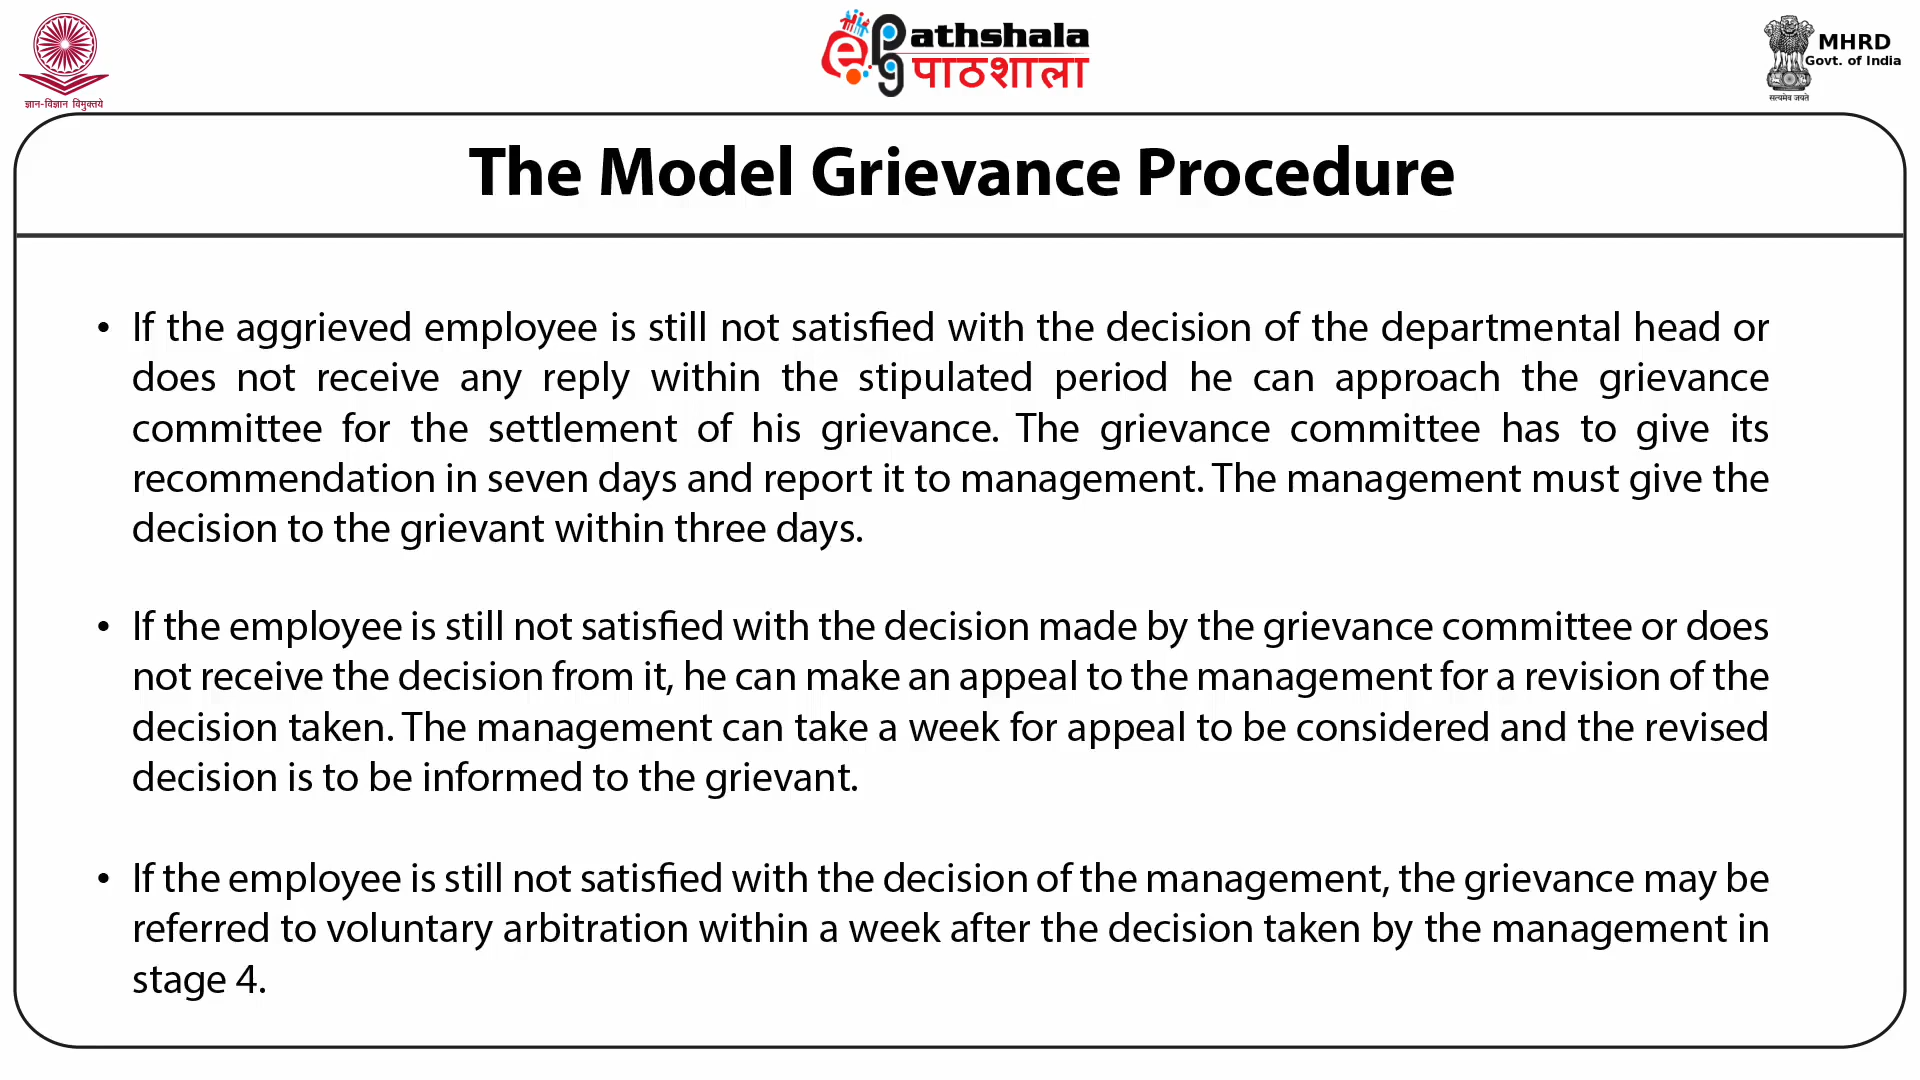 ज्ञान-विज्ञान विमुक्तये
ePathshala
पाठशाला
MHRD
Govt. of India
सत्यमेव जयते
The Model Grievance Procedure
• If the aggrieved employee is still not satisfied with the decision of the departmental head or
does not receive any reply within the stipulated period he can approach the grievance
committee for the settlement of his grievance. The grievance committee has to give its
recommendation in seven days and report it to management. The management must give the
decision to the grievant within three days.
• If the employee is still not satisfied with the decision made by the grievance committee or does
not receive the decision from it, he can make an appeal to the management for a revision of the
decision taken. The management can take a week for appeal to be considered and the revised
decision is to be informed to the grievant.
• If the employee is still not satisfied with the decision of the management, the grievance may be
referred to voluntary arbitration within a week after the decision taken by the management in
stage 4.